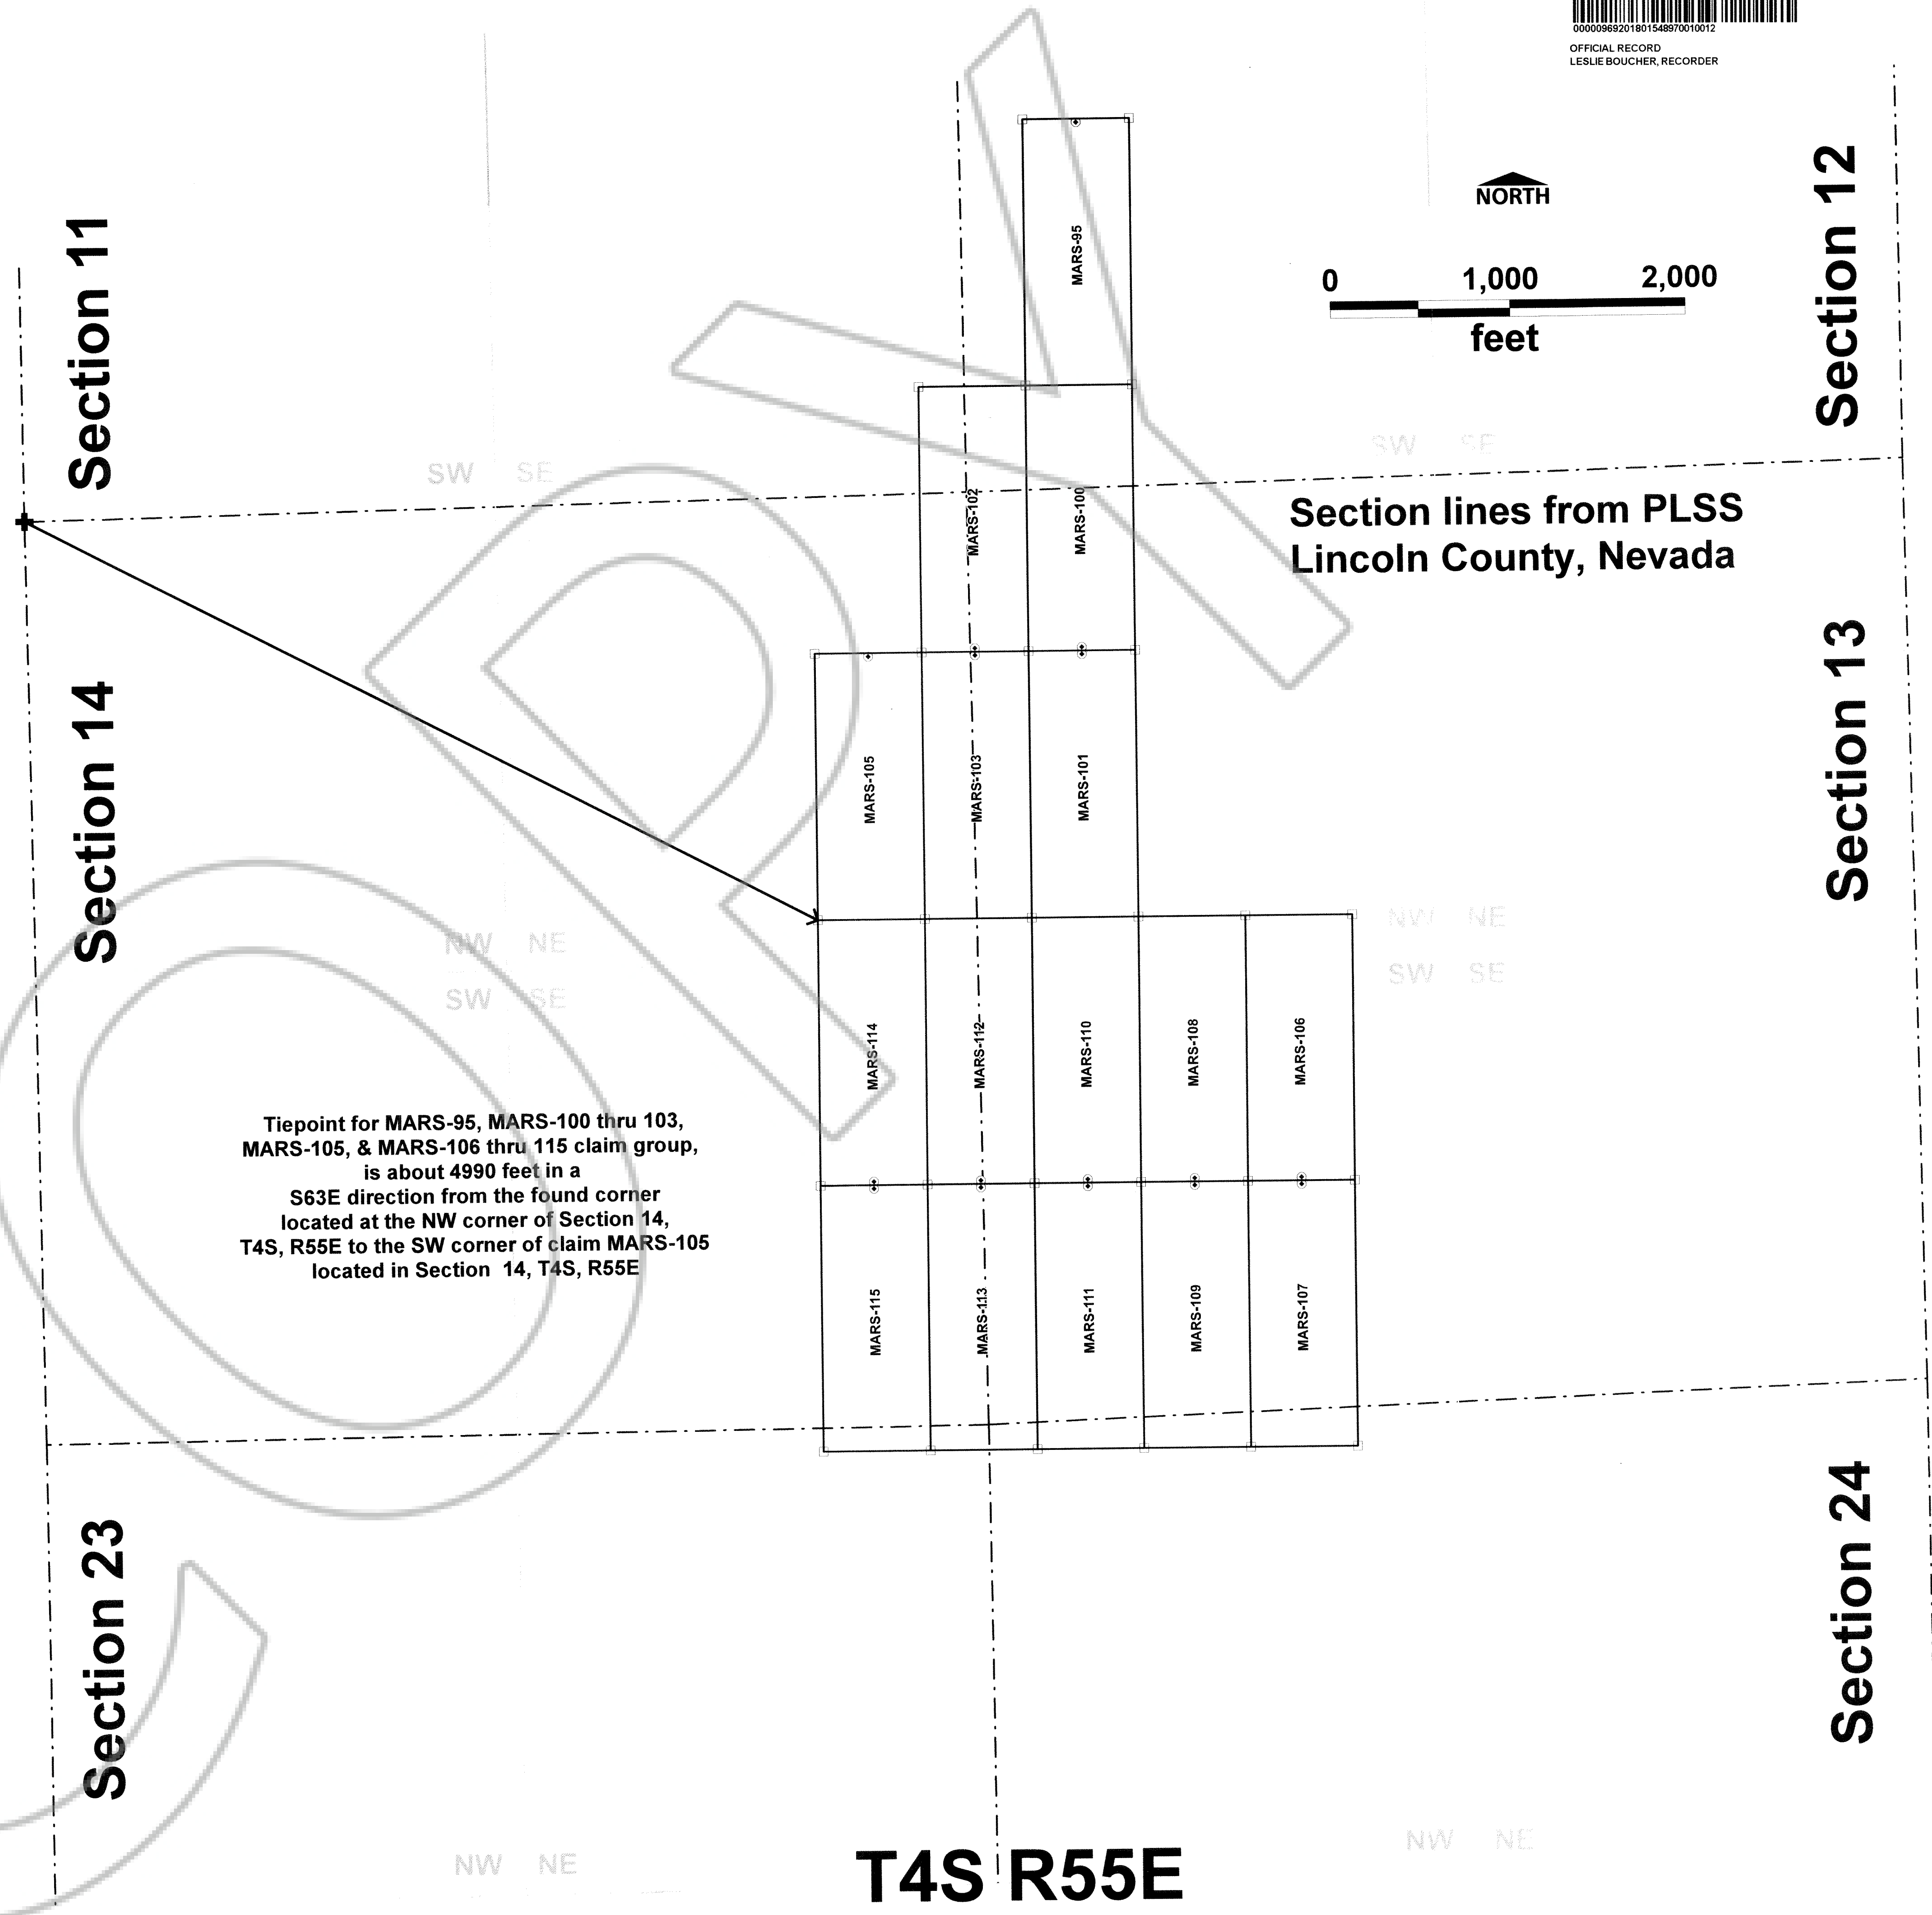 00000969201801548970010012
OFFICIAL RECORD
LESLIE BOUCHER, RECORDER
Section 11
Section 12
NORTH
0 1,000 2,000
feet
MARS-95
SW SE
SW SE
Section lines from PLSS
Lincoln County, Nevada
MARS-102
MARS-100
Section 14
Section 13
MARS-105
MARS-103
MARS-101
NW NE
SW SE
NW NE
SW SE
MARS-114
MARS-112
MARS-110
MARS-108
MARS-106
Tiepoint for MARS-95, MARS-100 thru 103,
MARS-105, & MARS-106 thru 115 claim group,
is about 4990 feet in a
S63E direction from the found corner
located at the NW corner of Section 14,
T4S, R55E to the SW corner of claim MARS-105
located in Section 14, T4S, R55E
MARS-115
MARS-113
MARS-111
MARS-109
MARS-107
Section 23
Section 24
NW NE
NW NE
T4S R55E
COPY